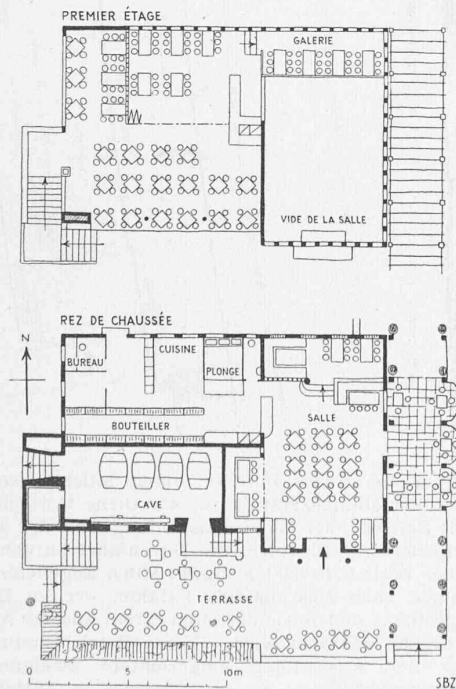 PREMIER ÉTAGE
GALERIE
VIDE DE LA SALLE
REZ DE CHAUSSÉE
N
BUREAU
CUISINE
PLONGE
BOUTEILLER
SALLE
CAVE
TERRASSE
0 5 10m
SBZ